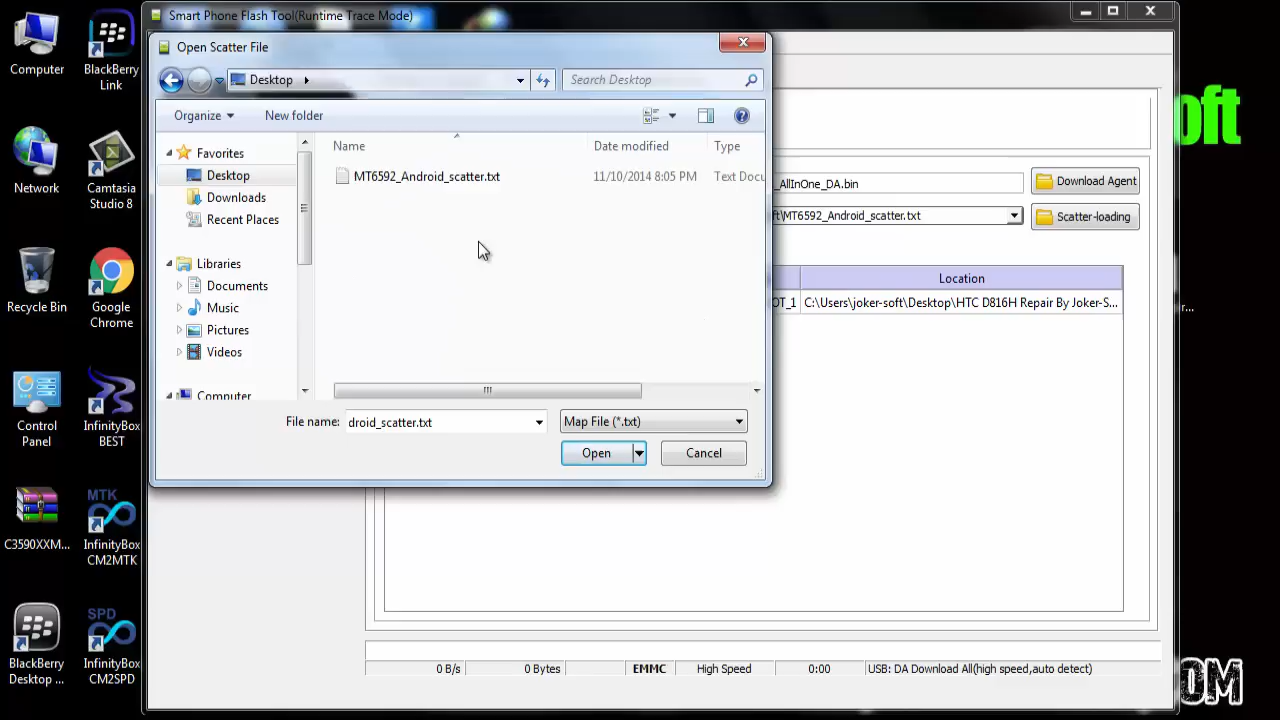 Smart Phone Flash Tool(Runtime Trace Mode)
Open Scatter File
Desktop
Search Desktop
Organize
New folder
Name
Date modified
Type
MT6592_Android_scatter.txt
11/10/2014 8:05 PM
Text Docu
Favorites
Desktop
Downloads
Recent Places
Libraries
Documents
Music
Pictures
Videos
Computer
File name:
droid_scatter.txt
Map File (*.txt)
Open
Cancel
_AllInOne_DA.bin
Download Agent
ft\MT6592_Android_scatter.txt
Scatter-loading
Location
OT_1
C:\Users\joker-soft\Desktop\HTC D816H Repair By Joker-S...
0 B/s
0 Bytes
EMMC
High Speed
0:00
USB: DA Download All(high speed,auto detect)
Computer
BlackBerry
Link
Network
Camtasia
Studio 8
Recycle Bin
Google
Chrome
Control
Panel
InfinityBox
BEST
C3590XXM...
MTK
InfinityBox
CM2MTK
BlackBerry
Desktop ...
SPD
InfinityBox
CM2SPD
oft
r...
OM